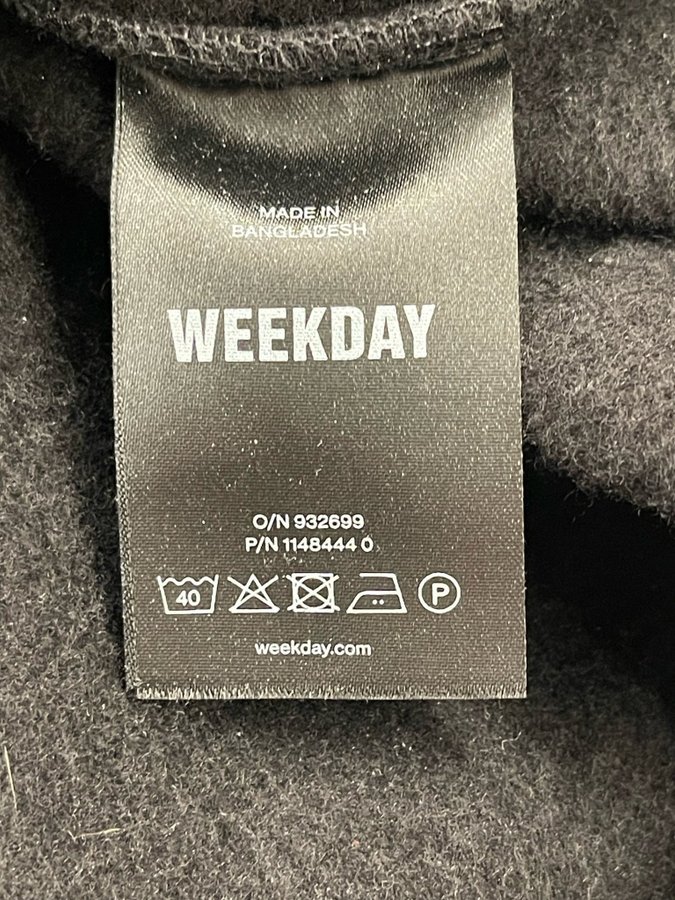 MADE IN
BANGLADESH
WEEKDAY
O/N 932699
P/N 1148444 0
40 P
weekday.com